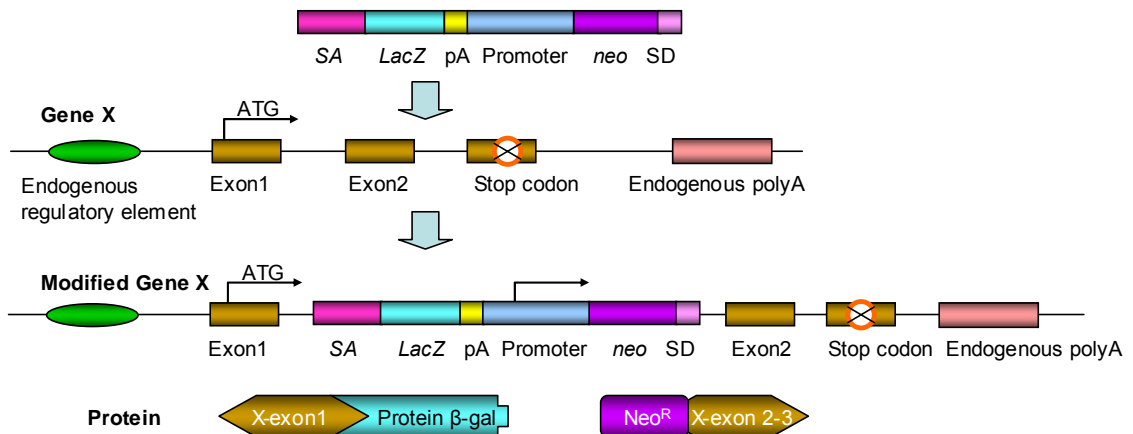 SA LacZ pA Promoter neo SD
Gene X
ATG
Endogenous regulatory element
Exon1 Exon2 Stop codon Endogenous polyA
Modified Gene X
ATG
Exon1 SA LacZ pA Promoter neo SD Exon2 Stop codon Endogenous polyA
Protein
X-exon1 Protein β-gal
Neoᴿ X-exon 2-3